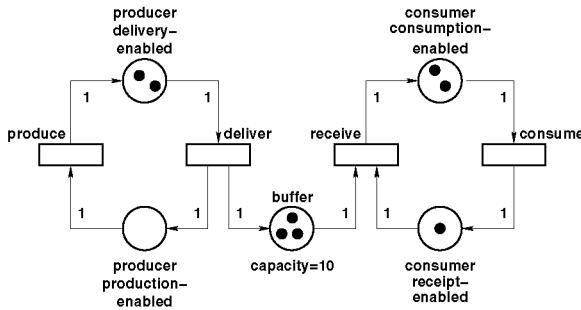 producer
delivery–
enabled
consumer
consumption–
enabled
1
1
1
1
produce
deliver
receive
consume
1
1
1
buffer
1
1
1
producer
production–
enabled
capacity=10
consumer
receipt–
enabled